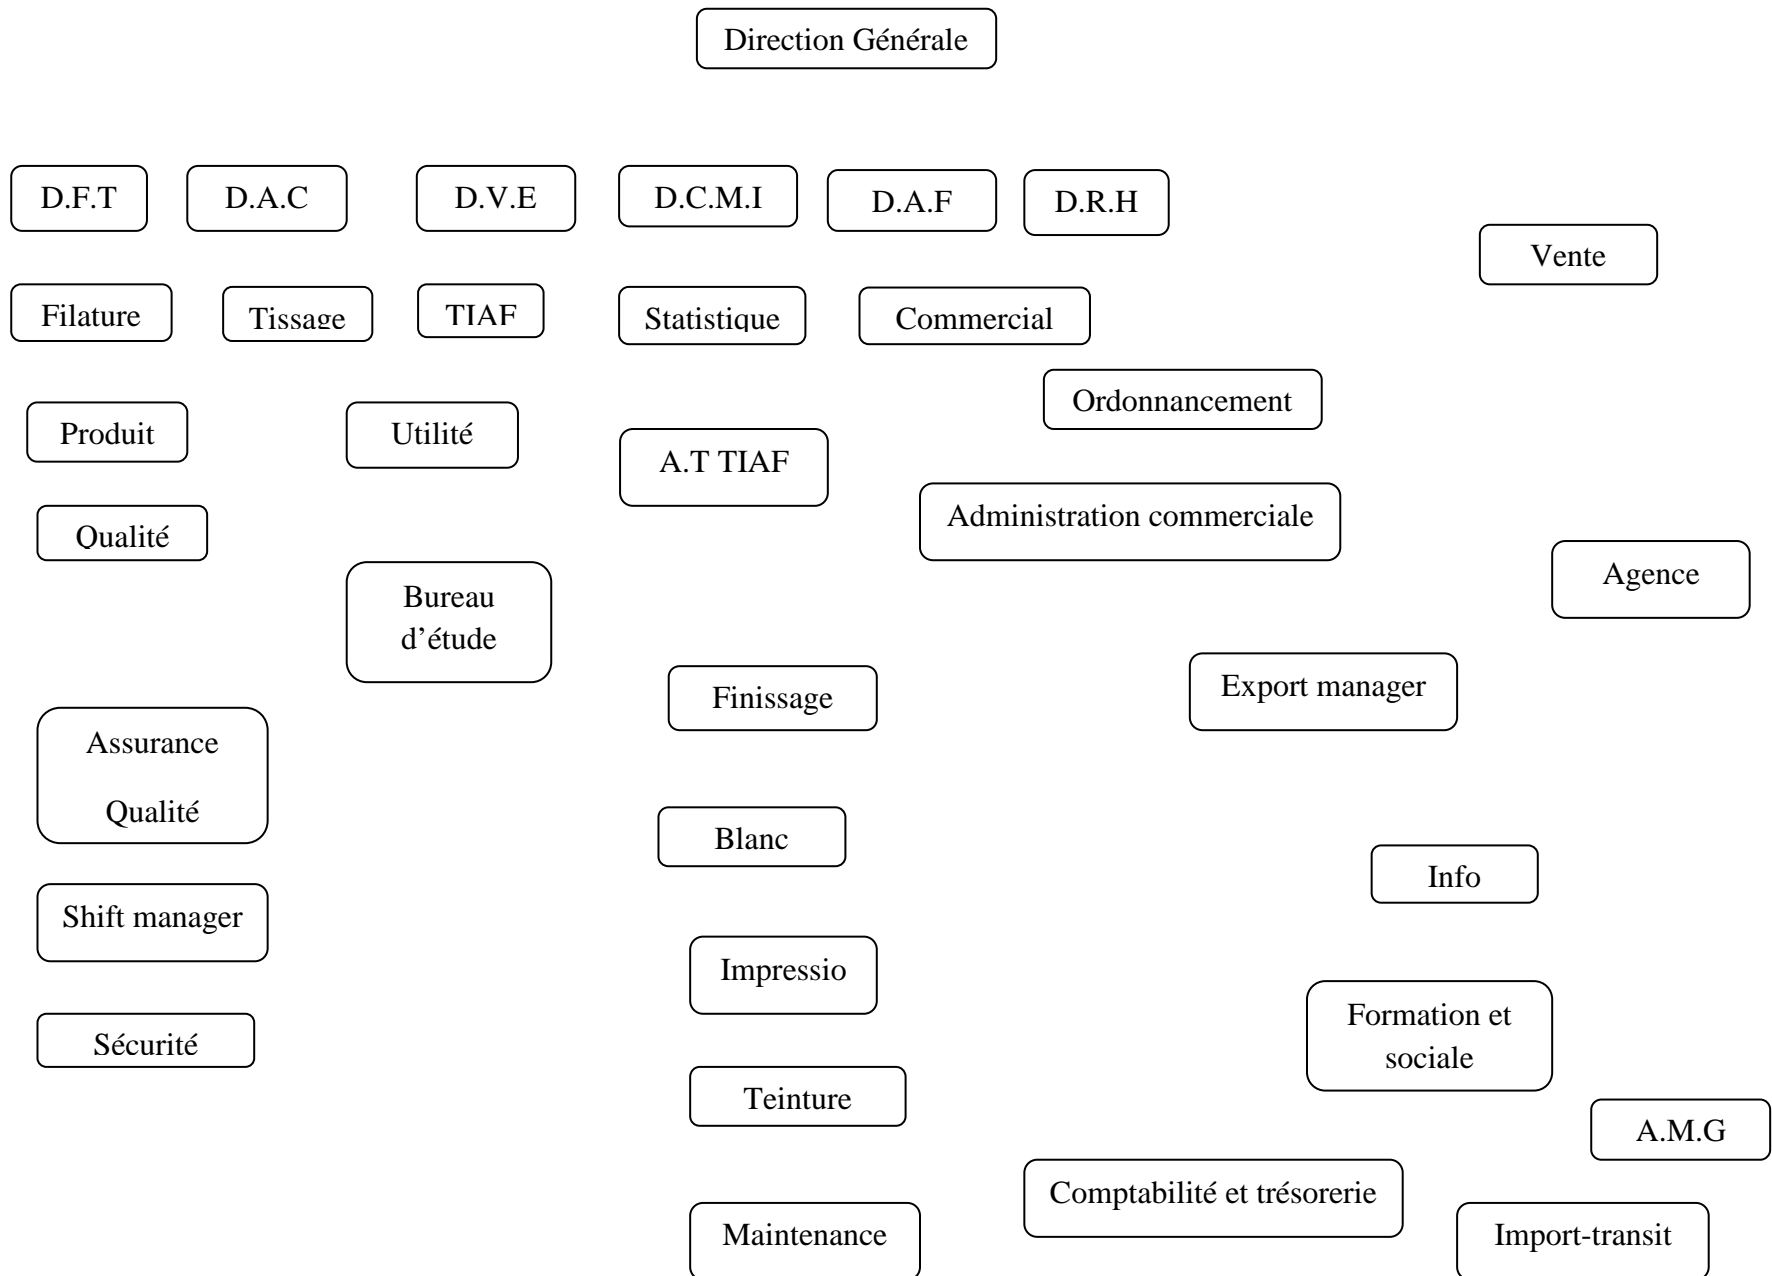 Direction Générale
D.F.T
D.A.C
D.V.E
D.C.M.I
D.A.F
D.R.H
Vente
Filature
Tissage
TIAF
Statistique
Commercial
Ordonnancement
Produit
Utilité
A.T TIAF
Administration commerciale
Qualité
Agence
Bureau
d’étude
Finissage
Export manager
Assurance
Qualité
Blanc
Info
Shift manager
Impressio
Formation et
sociale
Sécurité
Teinture
A.M.G
Comptabilité et trésorerie
Maintenance
Import-transit